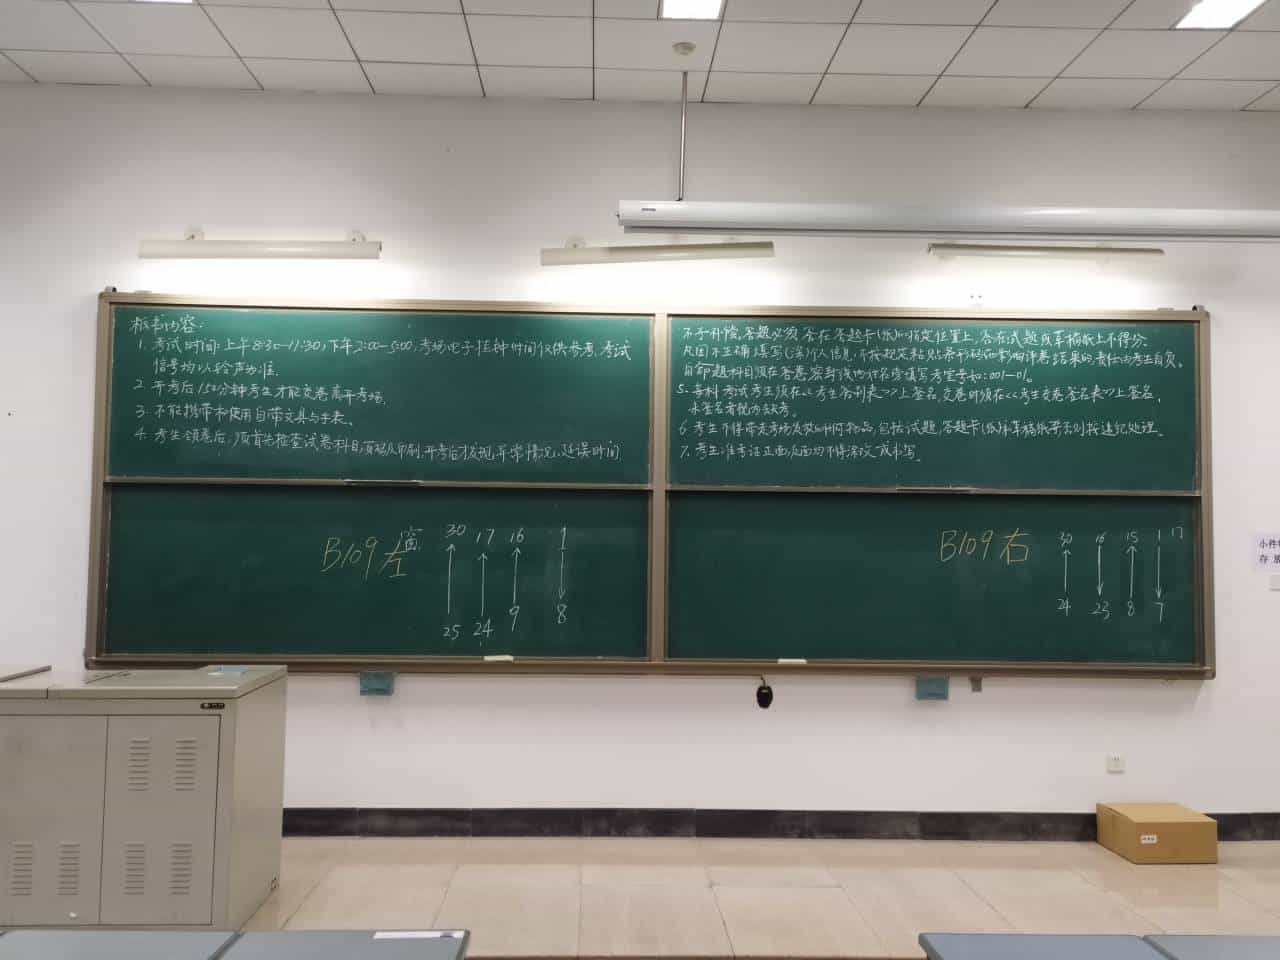 板书内容：
1. 考试时间：上午8:30-11:30，下午2:00-5:00，考场电子挂钟时间仅供参考，考试
信号均以铃声为准.
2. 开考后150分钟考生才能交卷离开考场.
3. 不能携带和使用自带文具与手表。
4. 考生领卷后，须首先检查试卷科目，页码及印刷，开考后才发现异常情况，延误时间
不予补偿。答题必须答在答题卡(纸)的指定位置上，答在试题或草稿纸上不得分.
凡因不正确填写(涂)个人信息，不按规定粘贴条形码而影响评卷结果的，责任由考生自负。
自命题科目须在答卷密封线内姓名旁填写考室号如：001—01。
5. 每科考试考生须在<<考生签到表>>上签名，交卷时须在<<考生交卷签名表>>上签名，
未签名者视为缺考。
6. 考生不得带走考场发放的任何物品，包括试题，答题卡(纸)草稿纸等否则按违纪处理。
7. 考生准考证正面，反面均不得涂改或书写。
B109左
窗
30 17 16 1
25 24 9 8
B109右
30 16 15 1 17
24 23 8 7
小件
存